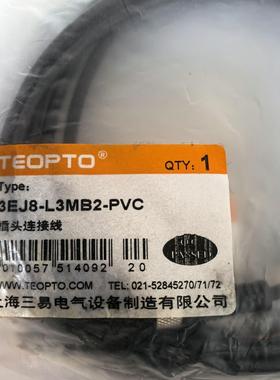 TEOPTO®
QTY: 1
Type:
3EJ8-L3MB2-PVC
插头连接线
010057 514092 20
WWW.TEOPTO.COM TEL: 021-52845270/71/72
上海三易电气设备制造有限公